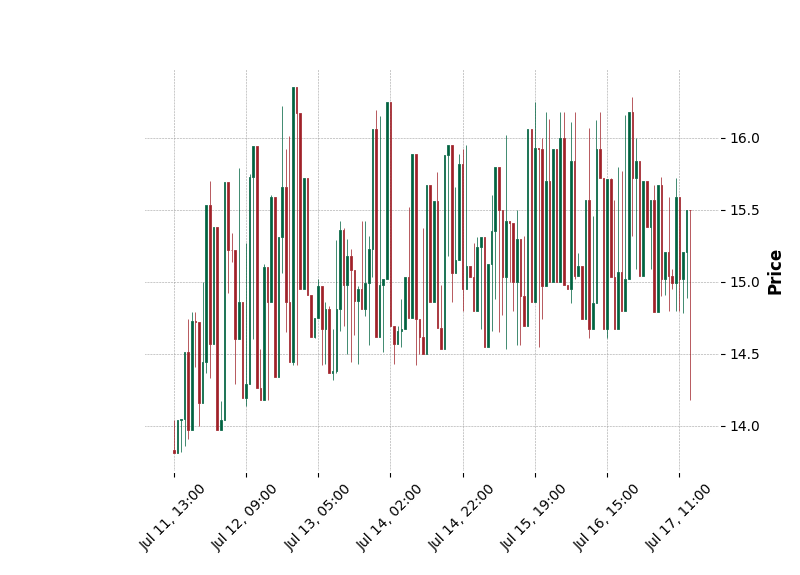 16.0
15.5
15.0
14.5
14.0
Price
Jul 11, 13:00
Jul 12, 09:00
Jul 13, 05:00
Jul 14, 02:00
Jul 14, 22:00
Jul 15, 19:00
Jul 16, 15:00
Jul 17, 11:00